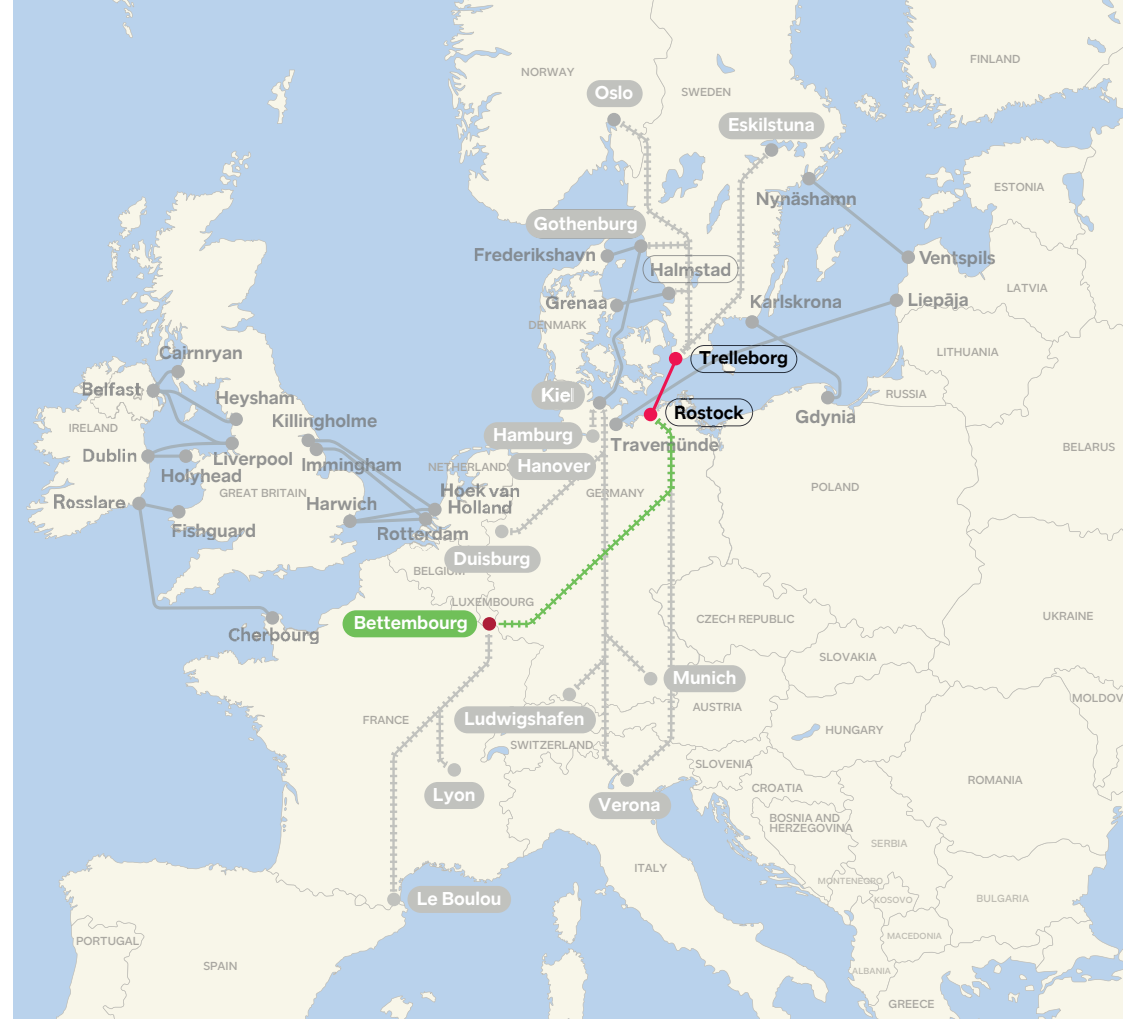 FINLAND
NORWAY
Oslo
SWEDEN
Eskilstuna
ESTONIA
Nynäshamn
Gothenburg
Frederikshavn
Ventspils
Halmstad
LATVIA
Grenaa
Karlskrona
Liepāja
DENMARK
Cairnryan
LITHUANIA
Trelleborg
Belfast
Heysham
Kiel
RUSSIA
Rostock
Gdynia
IRELAND
Killingholme
Hamburg
Travemünde
BELARUS
Dublin
Liverpool
Immingham
NETHERLANDS
Hanover
Holyhead
GREAT BRITAIN
Hoek van
Holland
GERMANY
POLAND
Rosslare
Harwich
Fishguard
Rotterdam
Duisburg
BELGIUM
LUXEMBOURG
Bettembourg
CZECH REPUBLIC
UKRAINE
Cherbourg
SLOVAKIA
Munich
MOLDOV
AUSTRIA
FRANCE
Ludwigshafen
HUNGARY
SWITZERLAND
SLOVENIA
ROMANIA
Lyon
CROATIA
Verona
BOSNIA AND
HERZEGOVINA
SERBIA
ITALY
MONTENEGRO
Le Boulou
KOSOVO
BULGARIA
PORTUGAL
MACEDONIA
SPAIN
ALBANIA
GREECE